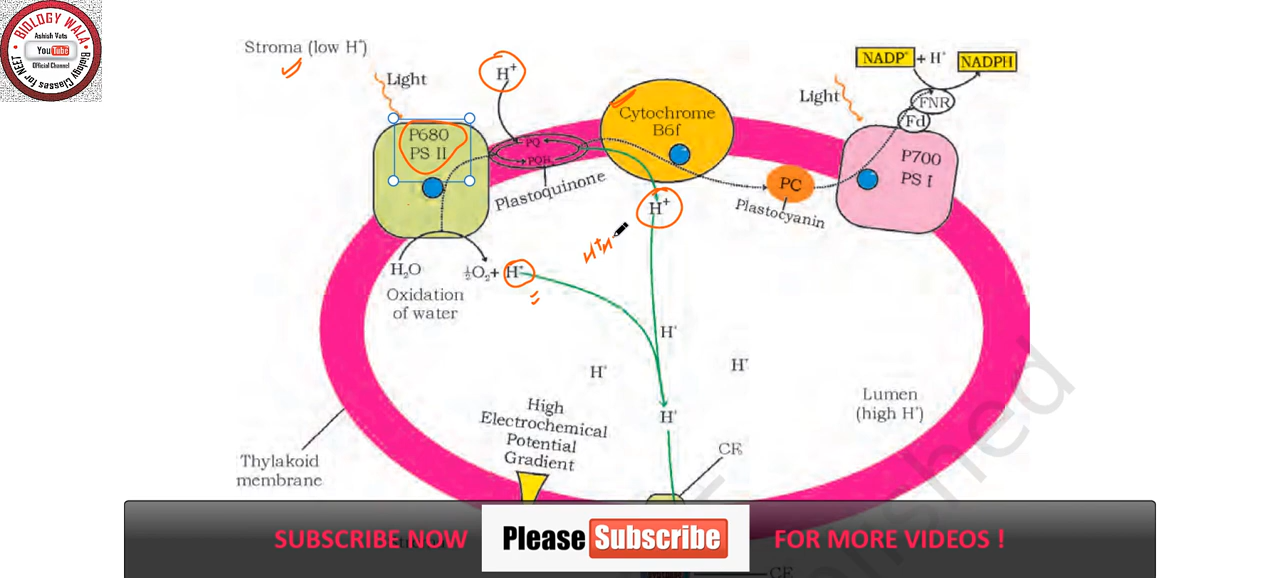 BIOLOGY WALA
Ashish Vats
YouTube
Official Channel
Biology Classes for NEET
Stroma (low H⁺)
Light
H⁺
Cytochrome
B6f
Light
NADP⁺ + H⁺
NADPH
FNR
Fd
P680
PS II
PQ
PQH₂
Plastoquinone
PC
Plastocyanin
P700
PS I
H⁺
H₂O
½O₂+ H⁺
Oxidation
of water
H⁺
H⁺
H⁺
H⁺
Lumen
(high H⁺)
High
Electrochemical
Potential
Gradient
CF
Thylakoid
membrane
SUBSCRIBE NOW
Please Subscribe
FOR MORE VIDEOS !
CF